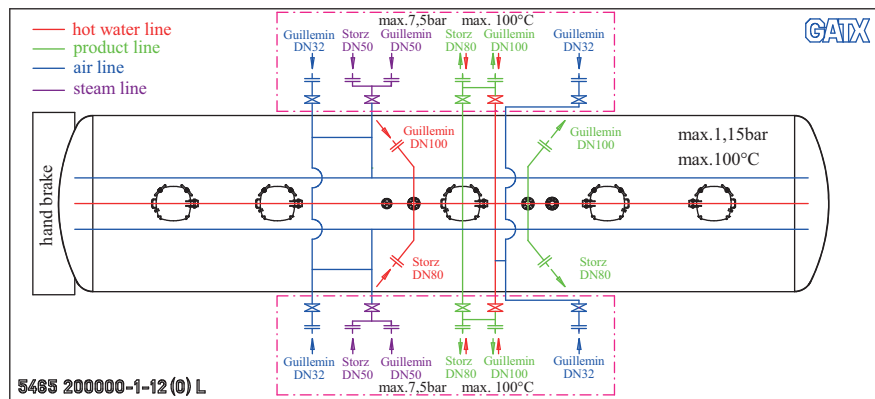 hot water line
product line
air line
steam line
max.7,5bar max. 100°C
Guillemin DN32
Storz DN50
Guillemin DN50
Storz DN80
Guillemin DN100
Guillemin DN32
GATX
hand brake
Guillemin DN100
Guillemin DN100
max.1,15bar
max.100°C
Storz DN80
Storz DN80
Guillemin DN32
Storz DN50
Guillemin DN50
Storz DN80
Guillemin DN100
Guillemin DN32
max.7,5bar max. 100°C
5465 200000-1-12(0) L